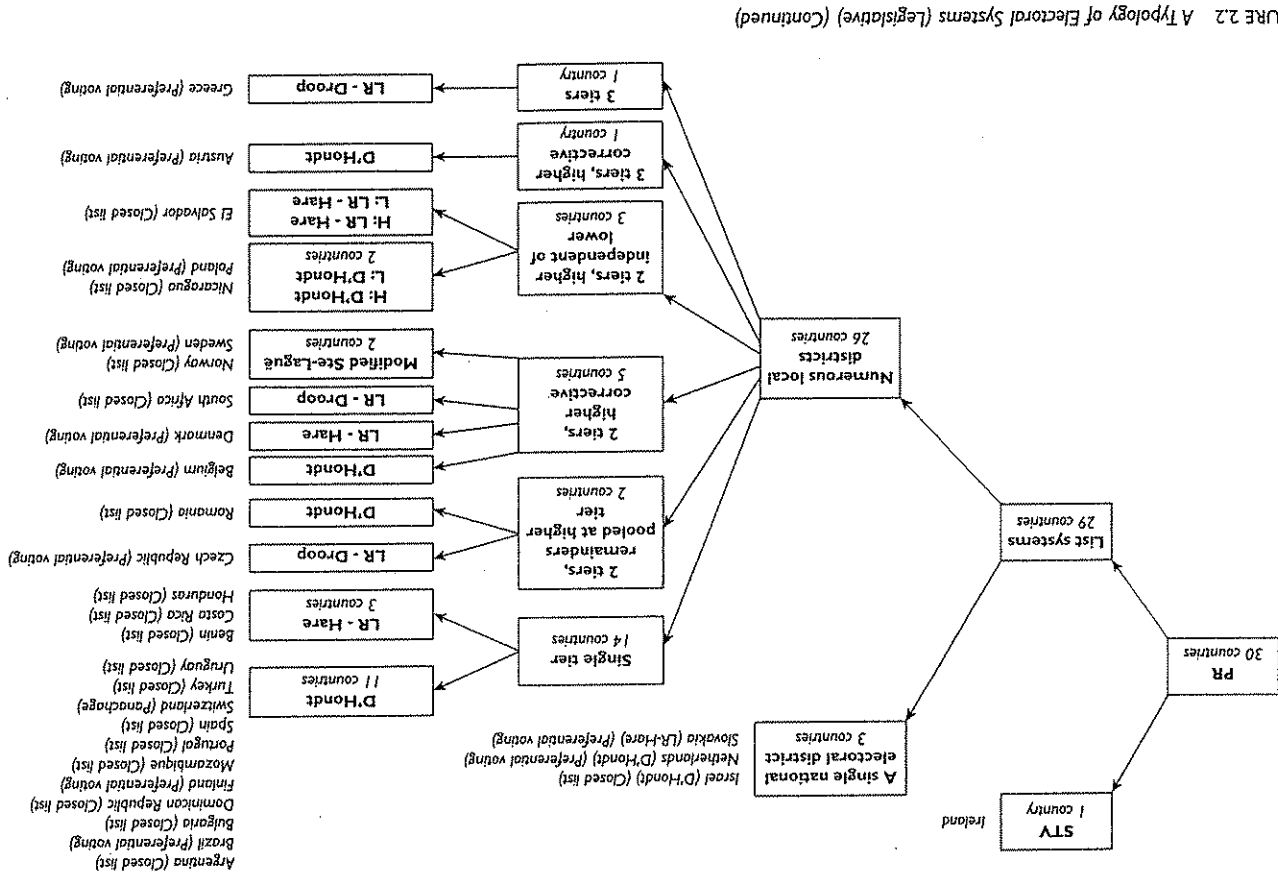 URE 2.2 A Typology of Electoral Systems (Legislative) (Continued)
PR
30 countries
STV
1 country
Ireland
List systems
29 countries
A single national
electoral district
3 countries
Israel (D'Hondt) (Closed list)
Netherlands (D'Hondt) (Preferential voting)
Slovakia (LR-Hare) (Preferential voting)
Numerous local
districts
26 countries
3 tiers
1 country
LR - Droop
Greece (Preferential voting)
3 tiers, higher
corrective
1 country
D'Hondt
Austria (Preferential voting)
2 tiers, higher
independent of
lower
3 countries
H: LR - Hare
L: LR - Hare
El Salvador (Closed list)
H: D'Hondt
L: D'Hondt
2 countries
Nicaragua (Closed list)
Poland (Preferential voting)
2 tiers,
higher
corrective
5 countries
Modified Ste-Laguë
2 countries
Norway (Closed list)
Sweden (Preferential voting)
LR - Droop
South Africa (Closed list)
LR - Hare
Denmark (Preferential voting)
D'Hondt
Belgium (Preferential voting)
2 tiers,
remainders
pooled at higher
tier
2 countries
D'Hondt
Romania (Closed list)
LR - Droop
Czech Republic (Preferential voting)
Single tier
14 countries
LR - Hare
3 countries
Benin (Closed list)
Costa Rica (Closed list)
Honduras (Closed list)
D'Hondt
11 countries
Argentina (Closed list)
Brazil (Preferential voting)
Bulgaria (Closed list)
Dominican Republic (Closed list)
Finland (Preferential voting)
Mozambique (Closed list)
Portugal (Closed list)
Spain (Closed list)
Switzerland (Panachage)
Turkey (Closed list)
Uruguay (Closed list)